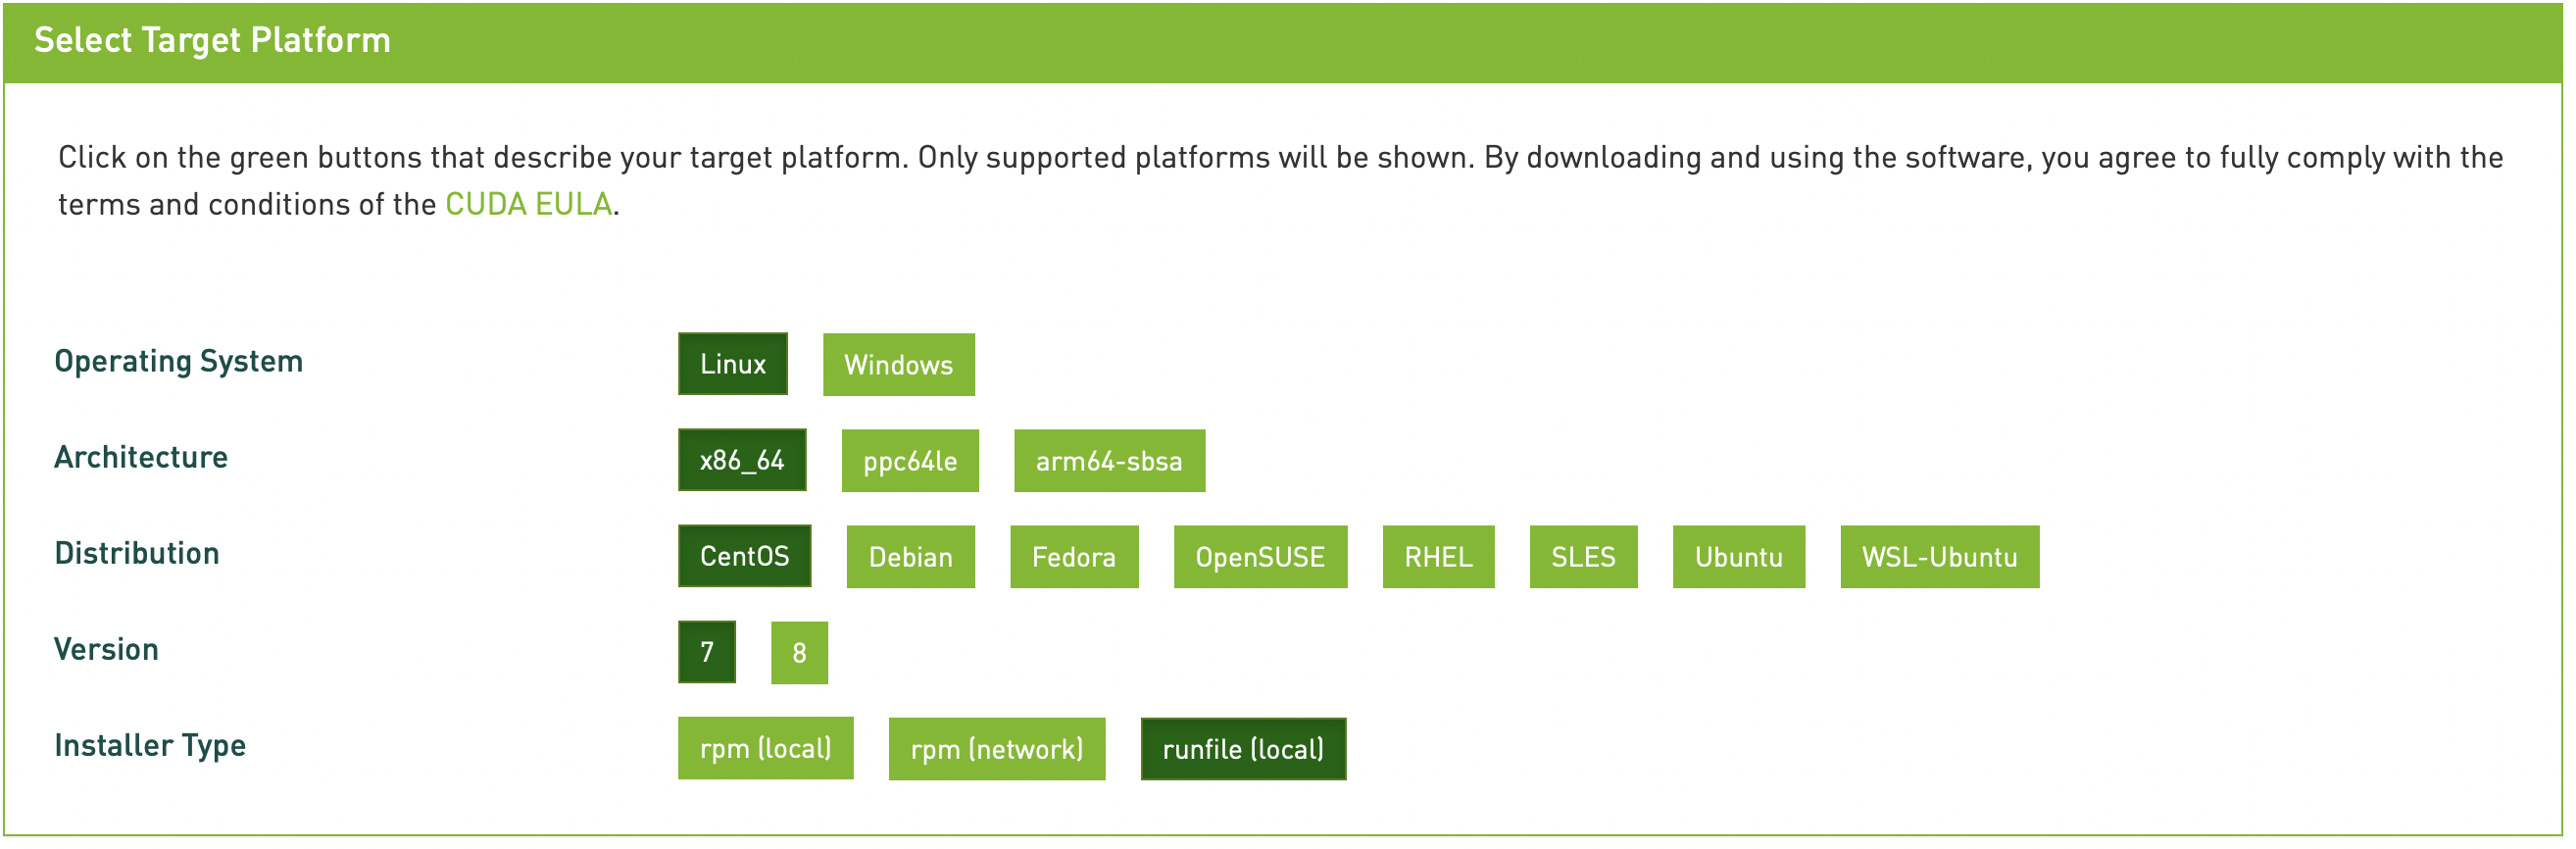 Select Target Platform
Click on the green buttons that describe your target platform. Only supported platforms will be shown. By downloading and using the software, you agree to fully comply with the
terms and conditions of the CUDA EULA.
Operating System Linux Windows
Architecture x86_64 ppc64le arm64-sbsa
Distribution CentOS Debian Fedora OpenSUSE RHEL SLES Ubuntu WSL-Ubuntu
Version 7 8
Installer Type rpm (local) rpm (network) runfile (local)